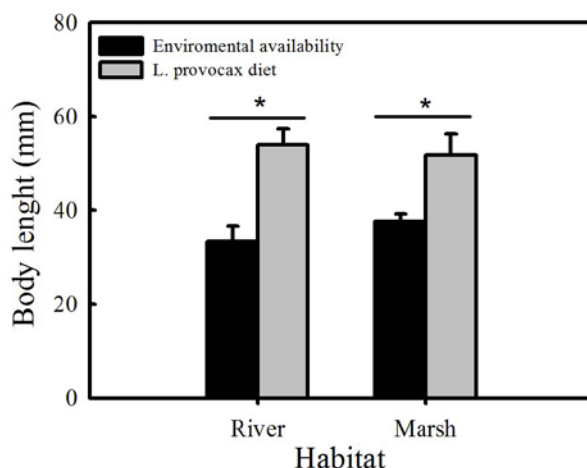 80
Enviromental availability
L. provocax diet
60
* *
40
20
0
Body lenght (mm)
River Marsh
Habitat